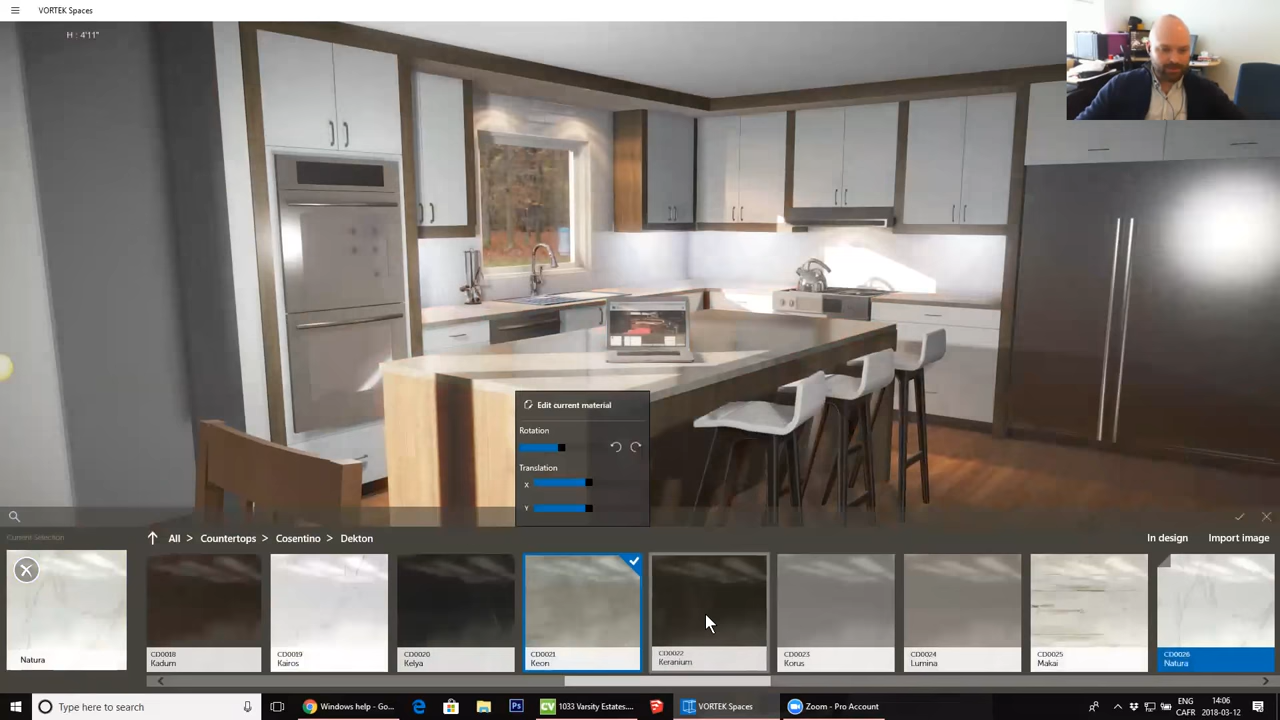 VORTEK Spaces
H : 4'11"
Edit current material
Rotation
Translation
X
Y
Current Selection
All > Countertops > Cosentino > Dekton
In design
Import image
Natura
CD0018
Kadum
CD0019
Kairos
CD0020
Kelya
CD0021
Keon
CD0022
Keranium
CD0023
Korus
CD0024
Lumina
CD0025
Makai
CD0026
Natura
Type here to search
Windows help - Go...
1033 Varsity Estates....
VORTEK Spaces
Zoom - Pro Account
ENG
CAFR
14:06
2018-03-12